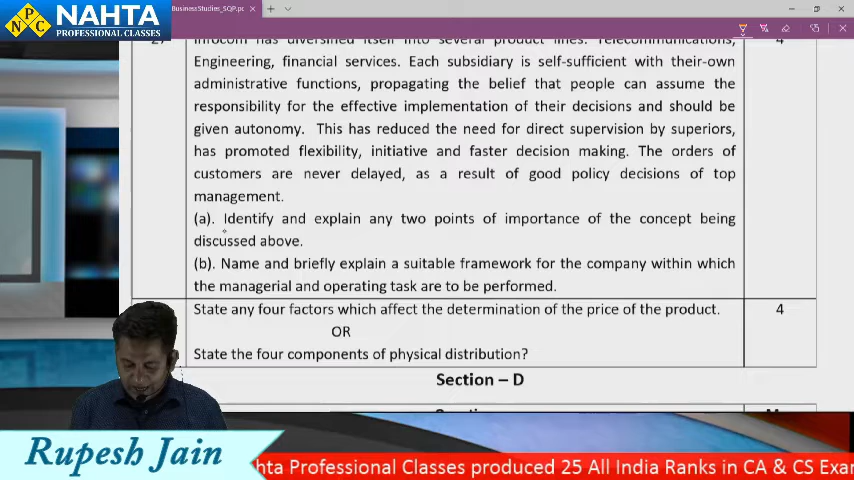 BusinessStudies_SQP.p
NPC NAHTA
PROFESSIONAL CLASSES
27 Infocom has diversified itself into several product lines: Telecommunications, 4
Engineering, financial services. Each subsidiary is self-sufficient with their-own
administrative functions, propagating the belief that people can assume the
responsibility for the effective implementation of their decisions and should be
given autonomy. This has reduced the need for direct supervision by superiors,
has promoted flexibility, initiative and faster decision making. The orders of
customers are never delayed, as a result of good policy decisions of top
management.
(a). Identify and explain any two points of importance of the concept being
discussed above.
(b). Name and briefly explain a suitable framework for the company within which
the managerial and operating task are to be performed.
State any four factors which affect the determination of the price of the product. 4
OR
State the four components of physical distribution?
Section – D
Rupesh Jain
hta Professional Classes produced 25 All India Ranks in CA & CS Exa